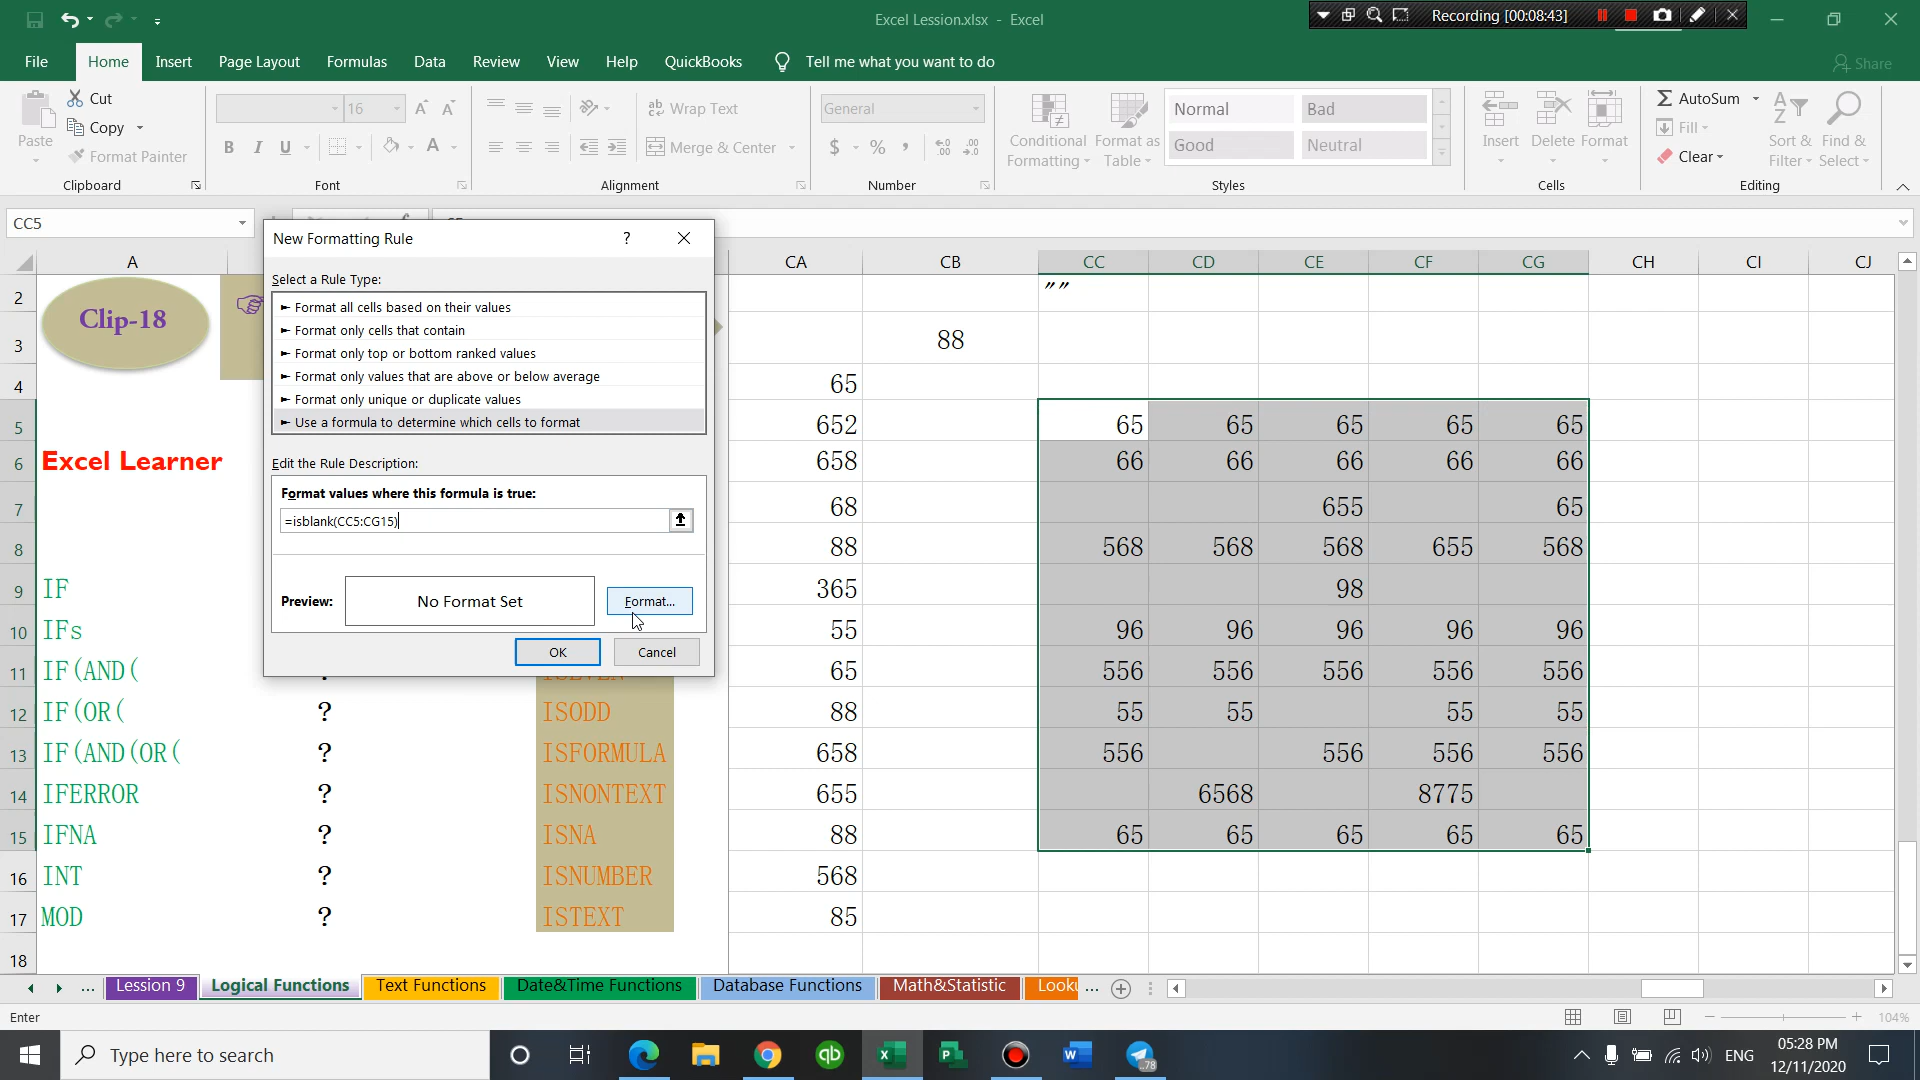 Excel Lession.xlsx - Excel
Recording [00:08:43]
File Home Insert Page Layout Formulas Data Review View Help QuickBooks Tell me what you want to do Share
Paste Cut Copy Format Painter Clipboard
16 B I U Font
Wrap Text Merge & Center Alignment
General $ % , Number
Conditional Formatting Format as Table
Normal Bad Good Neutral Styles
Insert Delete Format Cells
AutoSum Fill Clear Sort & Filter Find & Select Editing
CC5
New Formatting Rule ? 
Select a Rule Type:
► Format all cells based on their values
► Format only cells that contain
► Format only top or bottom ranked values
► Format only values that are above or below average
► Format only unique or duplicate values
► Use a formula to determine which cells to format
Edit the Rule Description:
Format values where this formula is true:
=isblank(CC5:CG15)
Preview: No Format Set Format...
OK Cancel
A CA CB CC CD CE CF CG CH CI CJ
2 ""
3 Clip-18 88
4 65
5 652 65 65 65 65 65
6 Excel Learner 658 66 66 66 66 66
7 68 655 65
8 88 568 568 568 655 568
9 IF 365 98
10 IFs 55 96 96 96 96 96
11 IF(AND( 65 556 556 556 556 556
12 IF(OR( ? ISODD 88 55 55 55 55
13 IF(AND(OR( ? ISFORMULA 658 556 556 556 556
14 IFERROR ? ISNONTEXT 655 6568 8775
15 IFNA ? ISNA 88 65 65 65 65 65
16 INT ? ISNUMBER 568
17 MOD ? ISTEXT 85
18
... Lession 9 Logical Functions Text Functions Date&Time Functions Database Functions Math&Statistic ...
Enter 104%
Type here to search
ENG 05:28 PM
12/11/2020